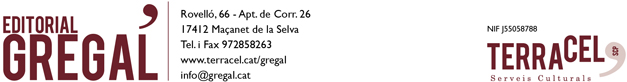 EDITORIAL
GREGAL
Rovelló, 66 - Apt. de Corr. 26
17412 Maçanet de la Selva
Tel. i Fax 972858263
www.terracel.cat/gregal
info@gregal.cat
NIF J55058788
TERRACEL
Serveis Culturals